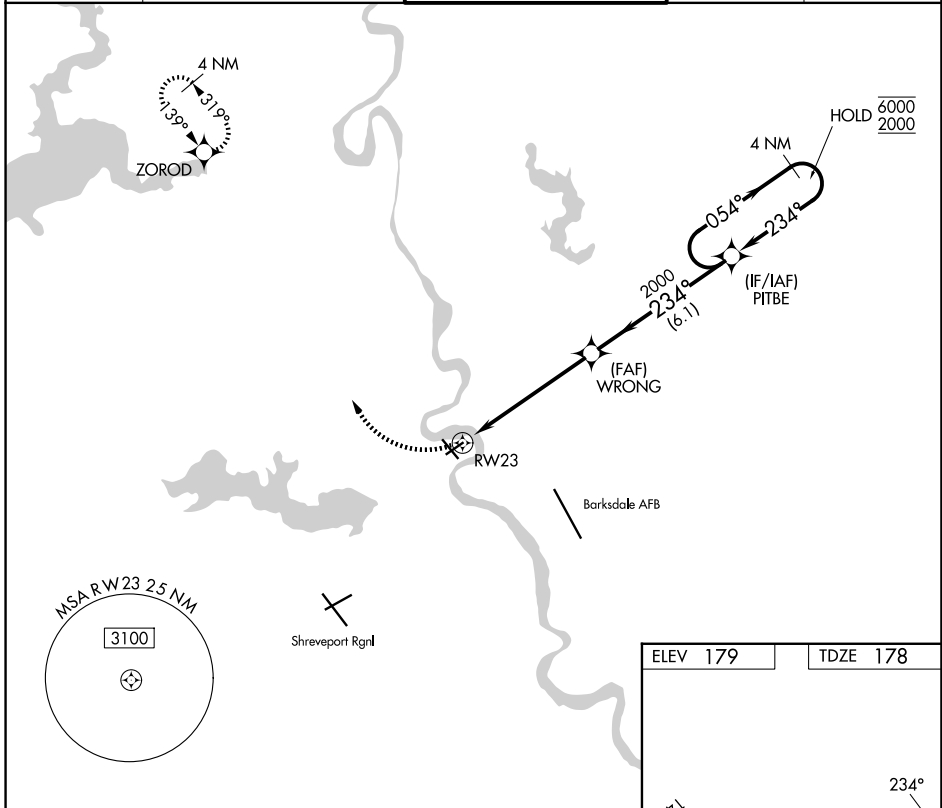 4 NM
319°
139°
ZOROD
HOLD
6000
2000
4 NM
054°
234°
(IF/IAF)
PITBE
2000
234°
(6.1)
(FAF)
WRONG
RW23
Barksdale AFB
MSA RW23 25 NM
3100
Shreveport Rgnl
ELEV 179
TDZE 178
234°